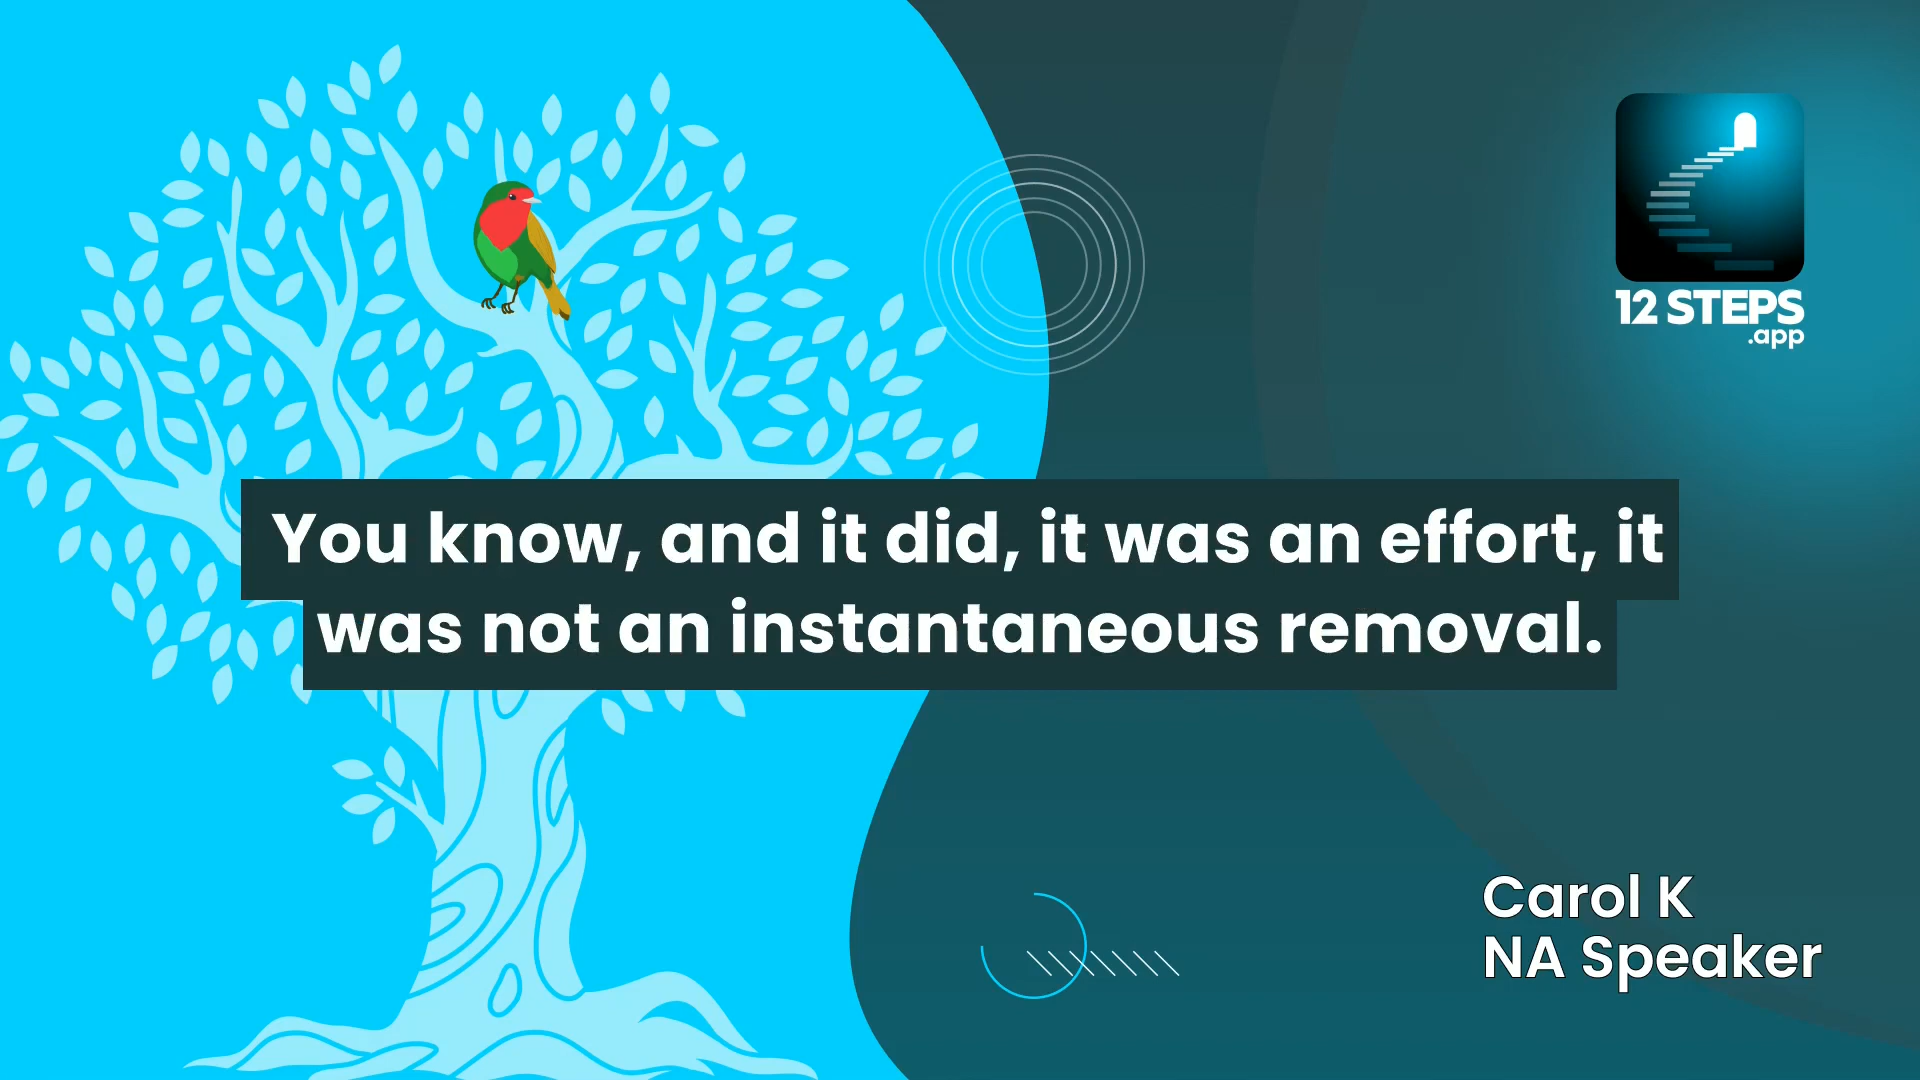 12 STEPS
.app
You know, and it did, it was an effort, it
was not an instantaneous removal.
Carol K
NA Speaker